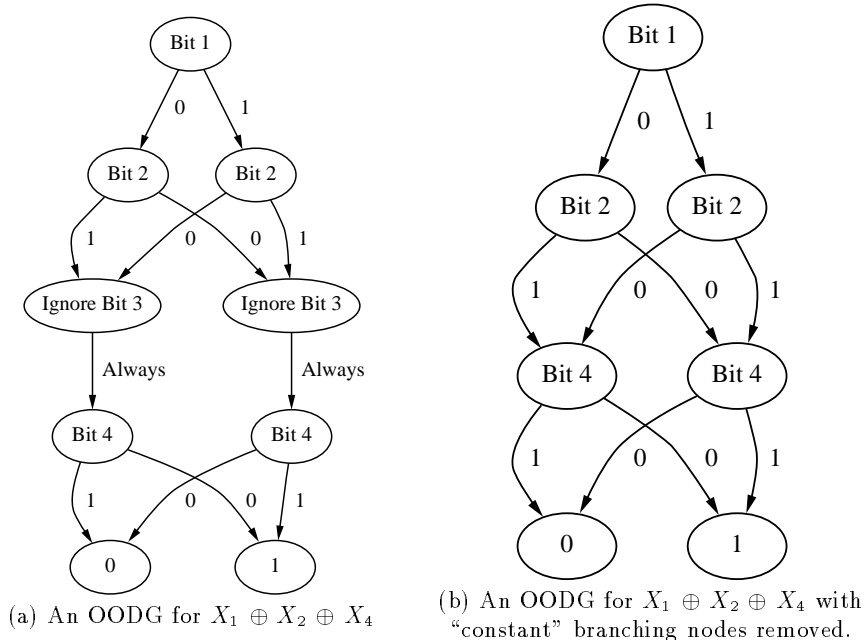 Bit 1
0 1
Bit 2 Bit 2
1 0 0 1
Ignore Bit 3 Ignore Bit 3
Always Always
Bit 4 Bit 4
1 0 0 1
0 1
(a) An OODG for X₁ ⊕ X₂ ⊕ X₄
Bit 1
0 1
Bit 2 Bit 2
1 0 0 1
Bit 4 Bit 4
1 0 0 1
0 1
(b) An OODG for X₁ ⊕ X₂ ⊕ X₄ with
“constant” branching nodes removed.